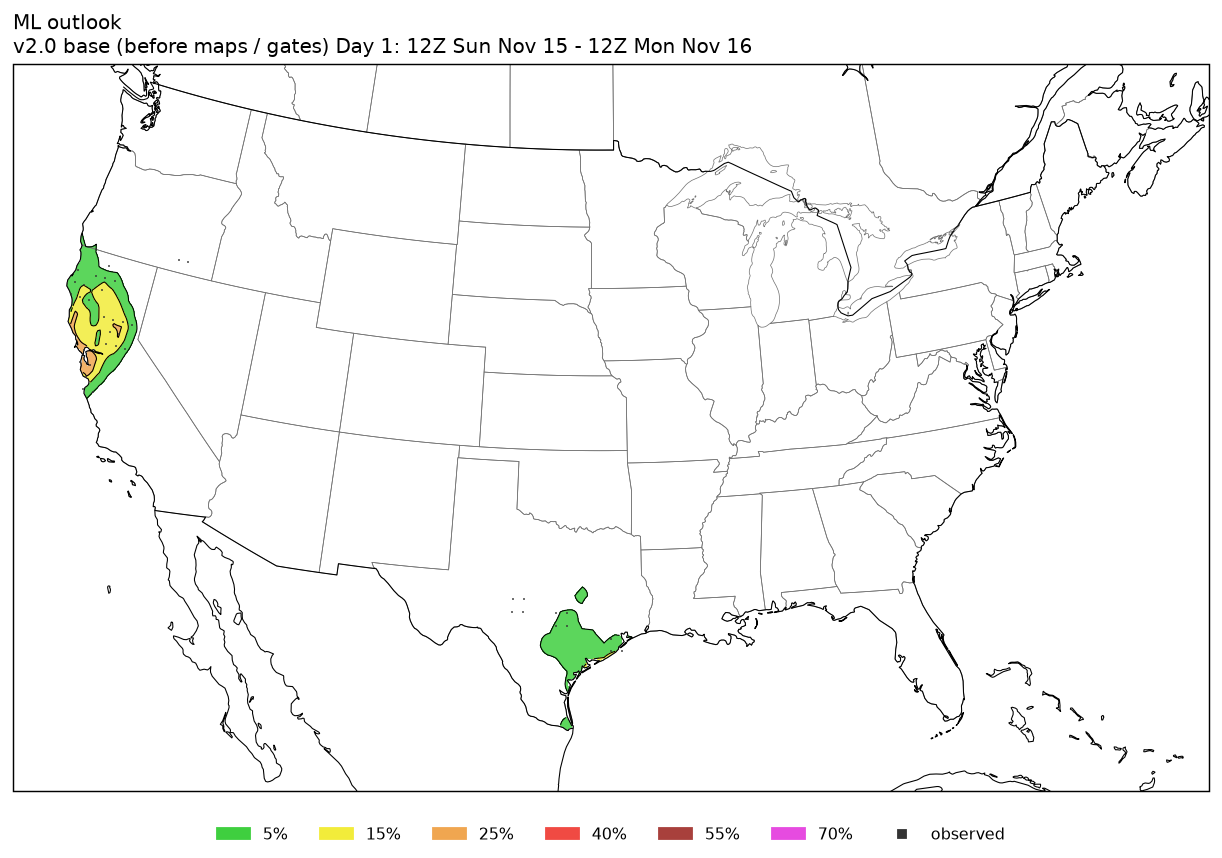 ML outlook
v2.0 base (before maps / gates) Day 1: 12Z Sun Nov 15 - 12Z Mon Nov 16
5% 15% 25% 40% 55% 70% observed